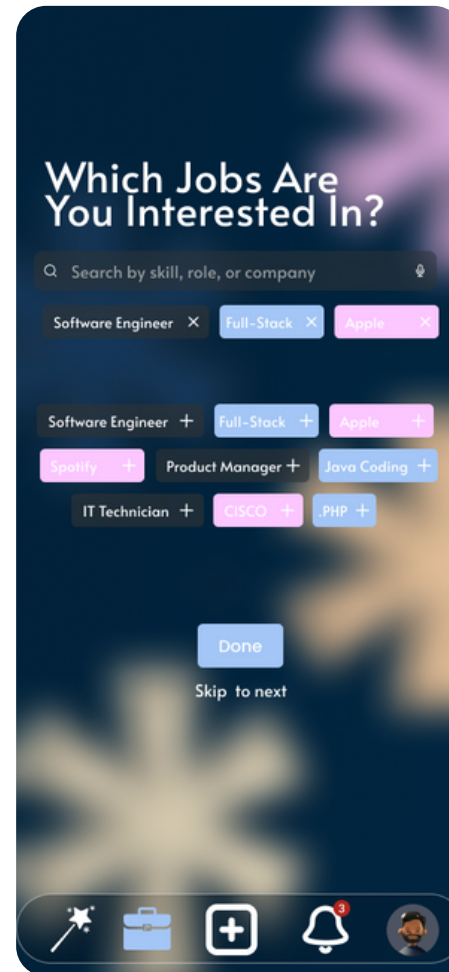 Which Jobs Are
You Interested In?
Search by skill, role, or company
Software Engineer × Full-Stack × Apple ×
Software Engineer + Full-Stack + Apple +
Spotify + Product Manager + Java Coding +
IT Technician + CISCO + .PHP +
Done
Skip to next
3